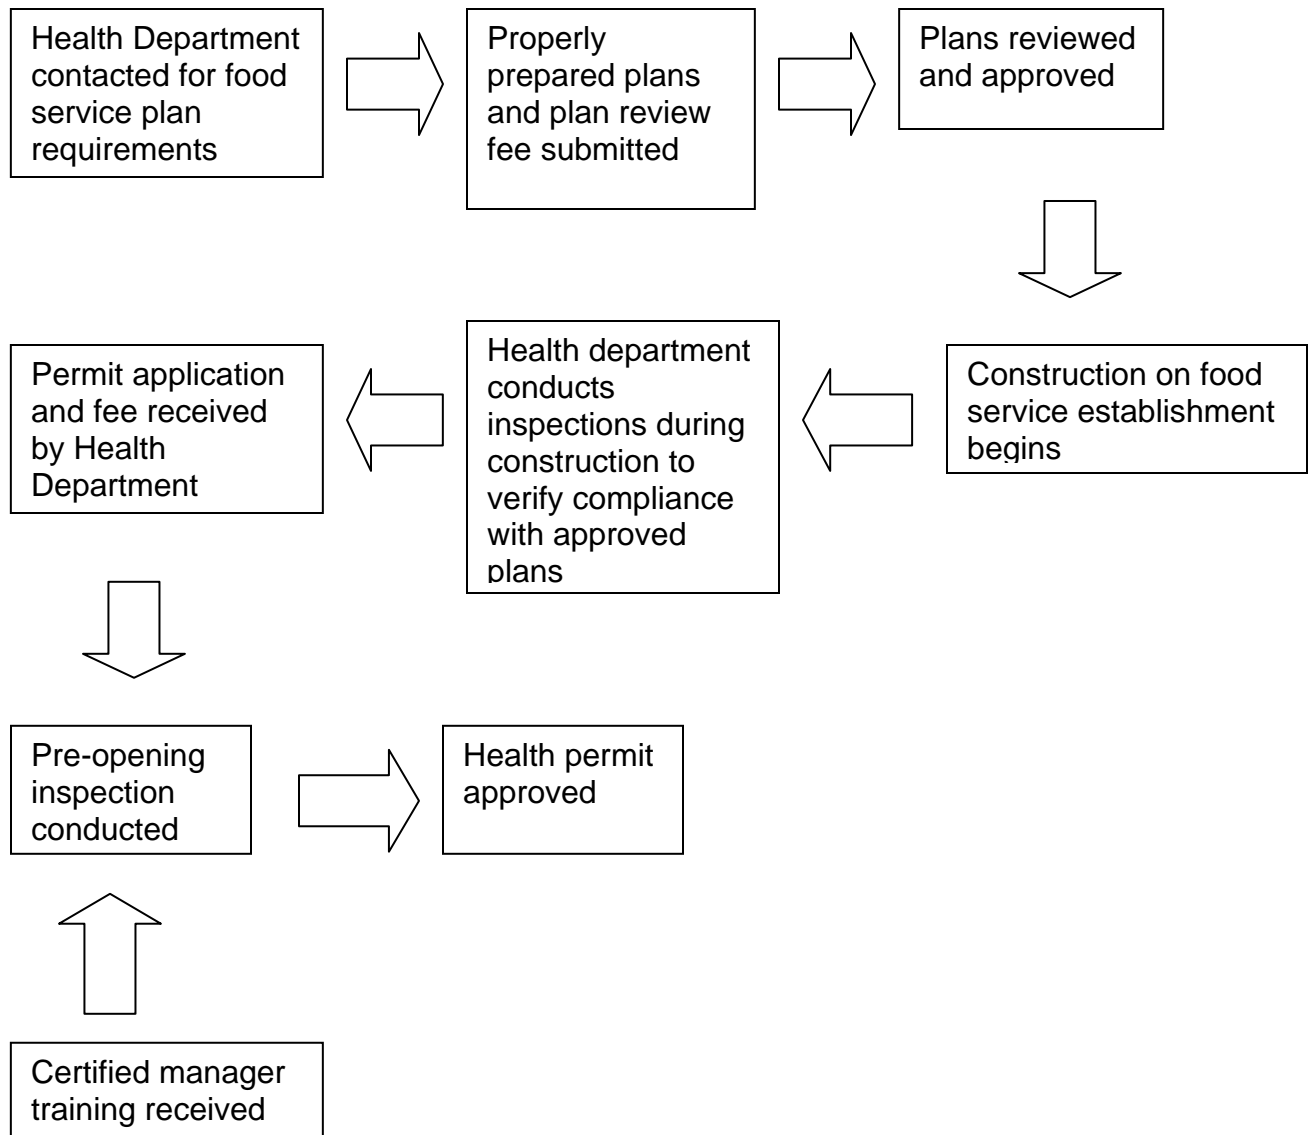 Health Department
contacted for food
service plan
requirements
Properly
prepared plans
and plan review
fee submitted
Plans reviewed
and approved
Construction on food
service establishment
begins
Health department
conducts
inspections during
construction to
verify compliance
with approved
plans
Permit application
and fee received
by Health
Department
Pre-opening
inspection
conducted
Health permit
approved
Certified manager
training received